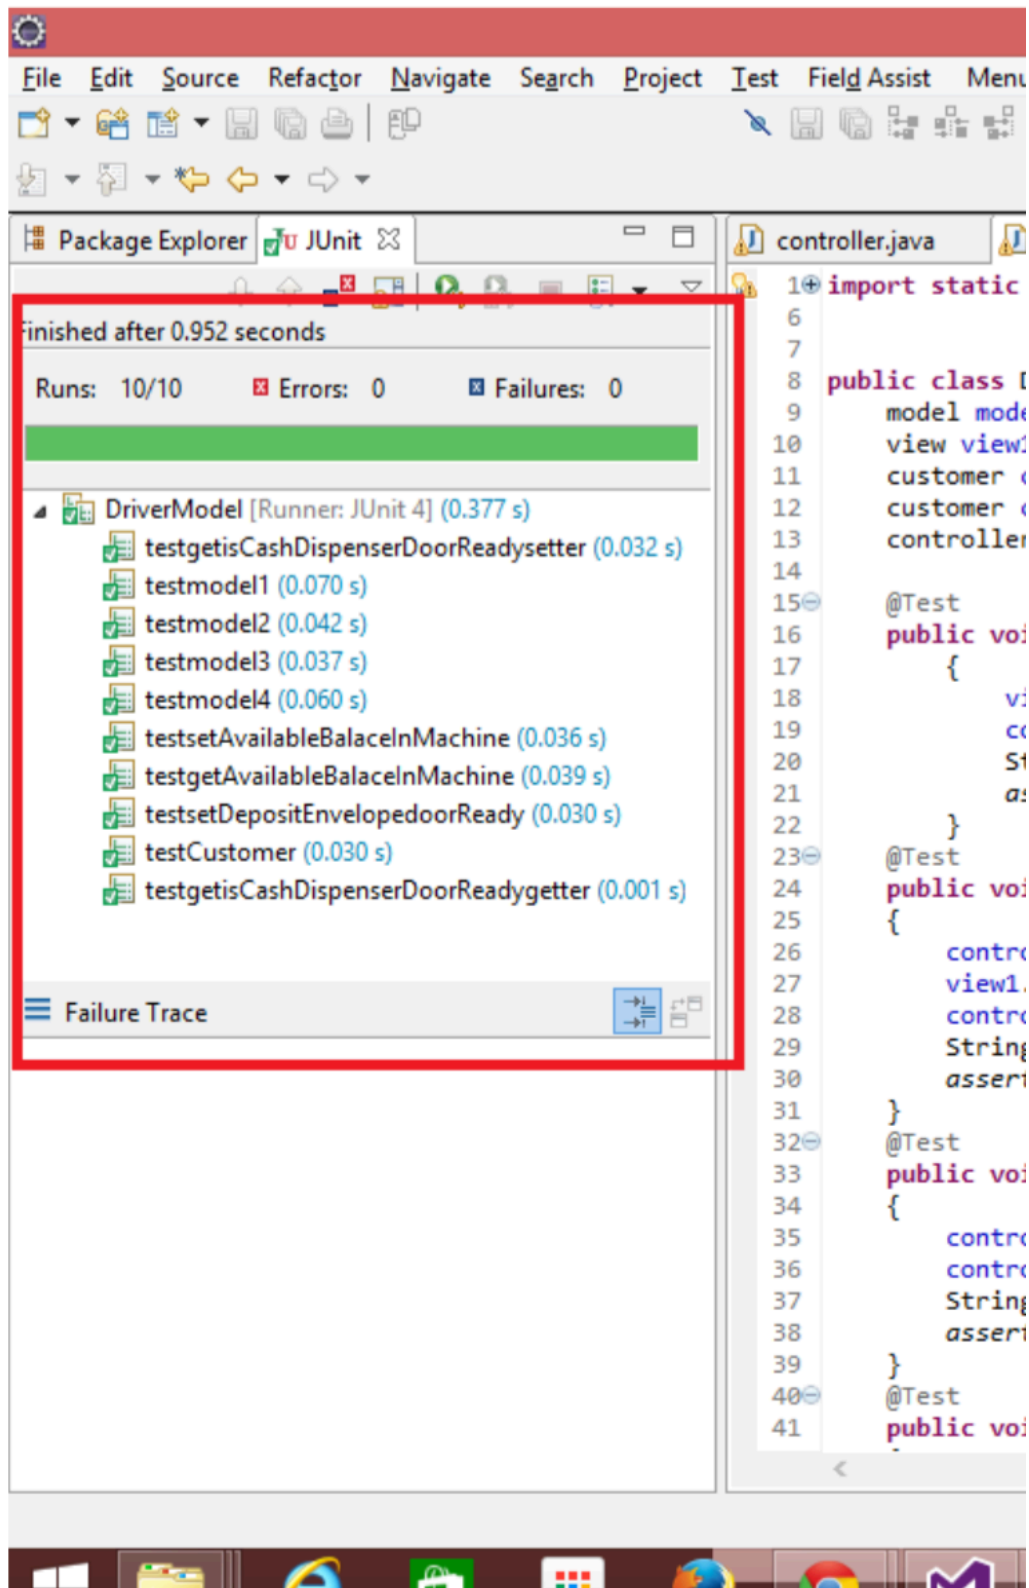 File Edit Source Refactor Navigate Search Project Test Field Assist
Package Explorer JUnit
Finished after 0.952 seconds
Runs: 10/10 Errors: 0 Failures: 0
DriverModel [Runner: JUnit 4] (0.377 s)
testgetisCashDispenserDoorReadysetter (0.032 s)
testmodel1 (0.070 s)
testmodel2 (0.042 s)
testmodel3 (0.037 s)
testmodel4 (0.060 s)
testsetAvailableBalaceInMachine (0.036 s)
testgetAvailableBalaceInMachine (0.039 s)
testsetDepositEnvelopedoorReady (0.030 s)
testCustomer (0.030 s)
testgetisCashDispenserDoorReadygetter (0.001 s)
Failure Trace
controller.java
1 import static
6
7
8 public class
9 model
10 view view1
11 customer
12 customer
13 controller
14
15 @Test
16 public
17 {
18
19
20
21
22 }
23 @Test
24 public
25 {
26
27 view1.
28
29 String
30 assert
31 }
32 @Test
33 public
34 {
35
36
37 String
38 assert
39 }
40 @Test
41 public